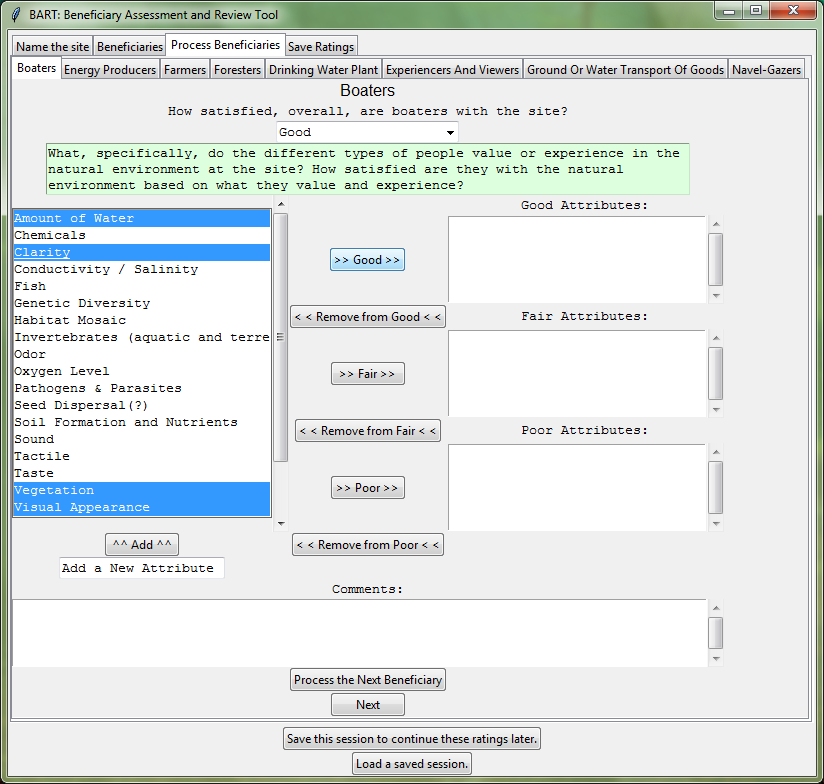 BART: Beneficiary Assessment and Review Tool
Name the site
Beneficiaries
Process Beneficiaries
Save Ratings
Boaters
Energy Producers
Farmers
Foresters
Drinking Water Plant
Experiencers And Viewers
Ground Or Water Transport Of Goods
Navel-Gazers
Boaters
How satisfied, overall, are boaters with the site?
Good
What, specifically, do the different types of people value or experience in the
natural environment at the site? How satisfied are they with the natural
environment based on what they value and experience?
Amount of Water
Chemicals
Clarity
Conductivity / Salinity
Fish
Genetic Diversity
Habitat Mosaic
Invertebrates (aquatic and terre
Odor
Oxygen Level
Pathogens & Parasites
Seed Dispersal(?)
Soil Formation and Nutrients
Sound
Tactile
Taste
Vegetation
Visual Appearance
^^ Add ^^
Add a New Attribute
>> Good >>
< < Remove from Good < <
>> Fair >>
< < Remove from Fair < <
>> Poor >>
< < Remove from Poor < <
Good Attributes:
Fair Attributes:
Poor Attributes:
Comments:
Process the Next Beneficiary
Next
Save this session to continue these ratings later.
Load a saved session.